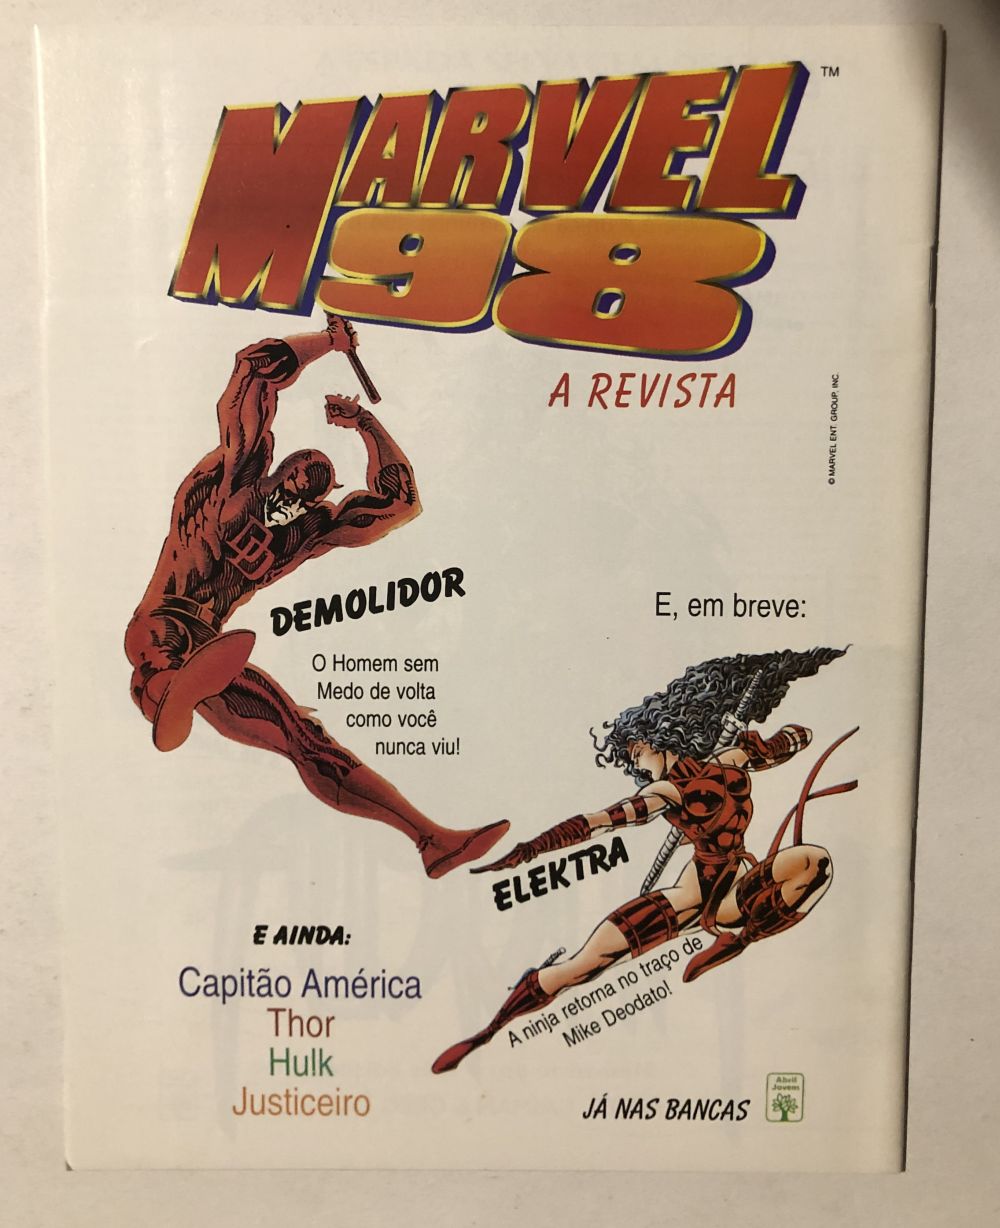 MARVEL
98
TM
A REVISTA
© MARVEL ENT. GROUP, INC.
DD
DEMOLIDOR
O Homem sem
Medo de volta
como você
nunca viu!
E, em breve:
ELEKTRA
A ninja retorna no traço de
Mike Deodato!
E AINDA:
Capitão América
Thor
Hulk
Justiceiro
JÁ NAS BANCAS
Abril
Jovem